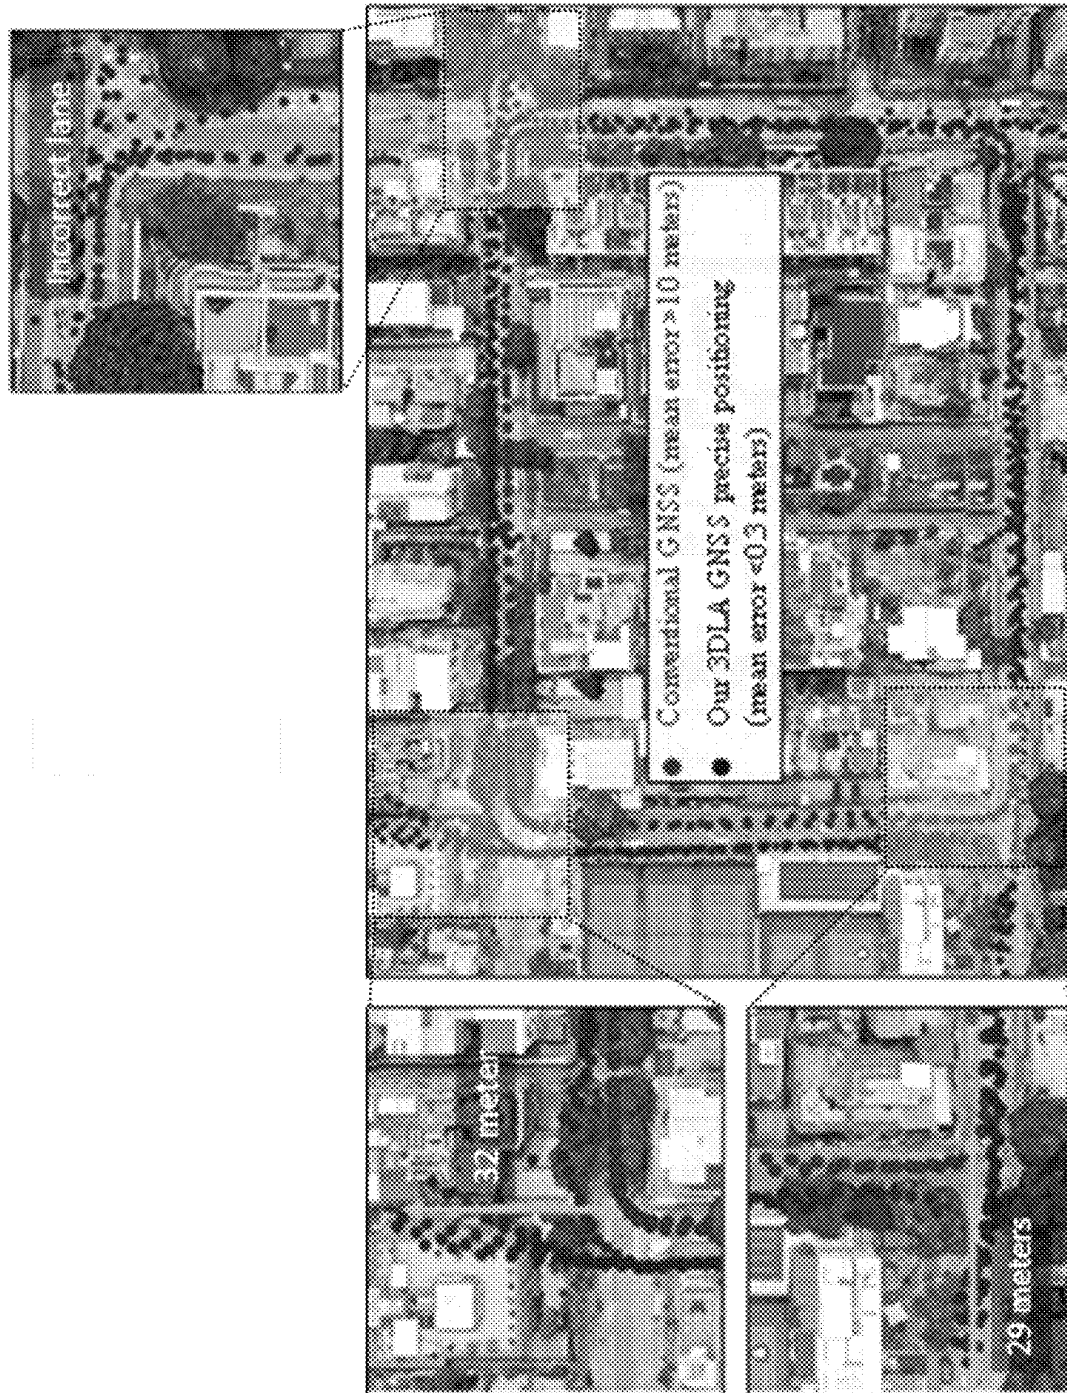 Incorrect lane
Conventional GNSS (mean error > 10 meters)
Our 3DLA GNSS precise positioning
(mean error <0.3 meters)
32 meter
29 meters